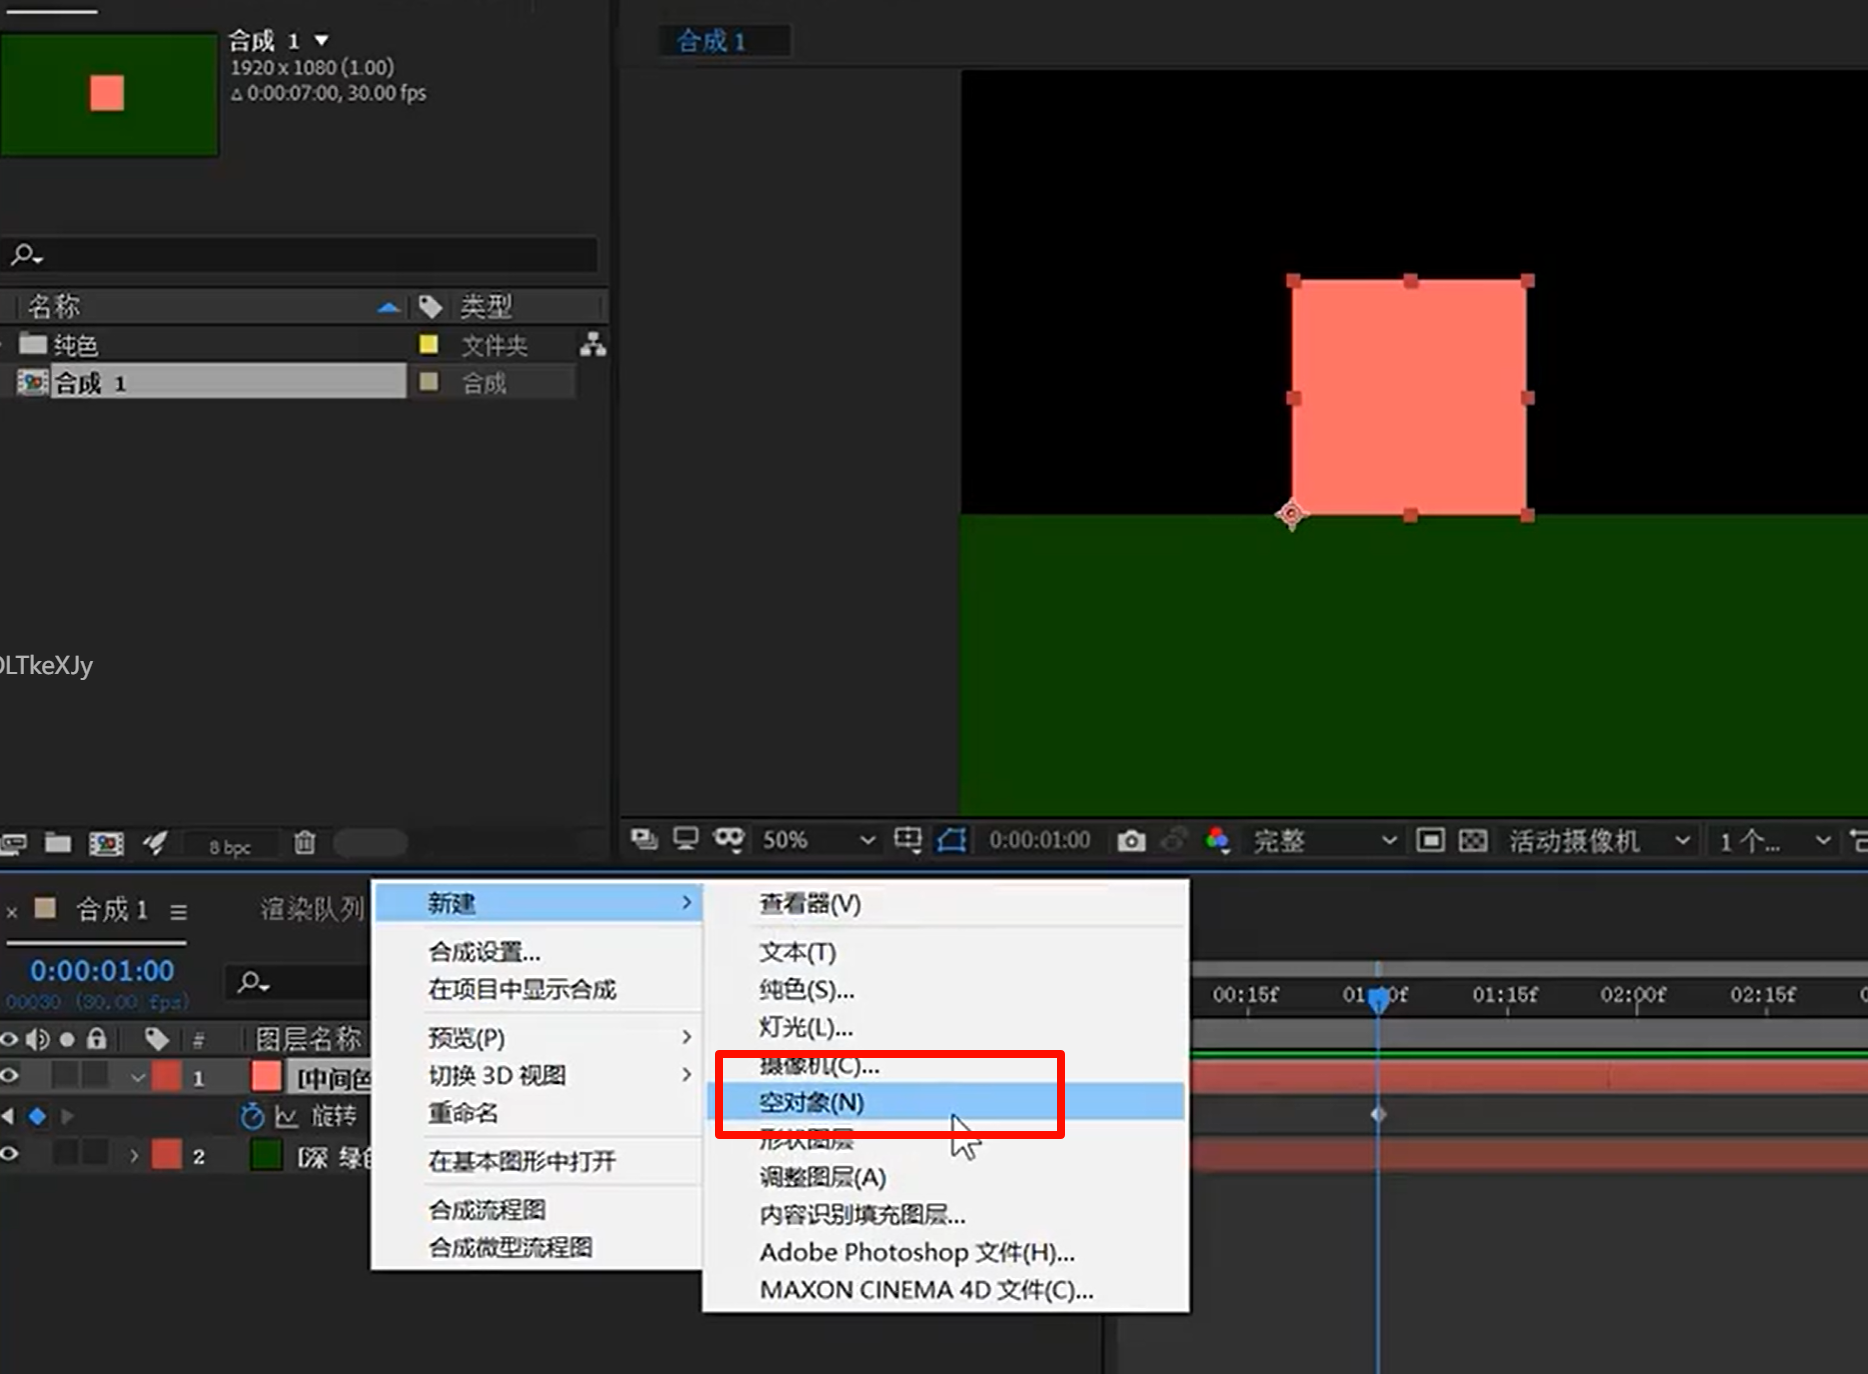 合成 1
1920 x 1080 (1.00)
Δ 0:00:07:00, 30.00 fps
合成 1
名称
类型
纯色
文件夹
合成 1
合成
LTkeXJy
8 bpc
50%
0:00:01:00
完整
活动摄像机
1 个...
合成 1
渲染队列
新建
合成设置...
在项目中显示合成
预览(P)
切换 3D 视图
重命名
在基本图形中打开
合成流程图
合成微型流程图
查看器(V)
文本(T)
纯色(S)...
灯光(L)...
摄像机(C)...
空对象(N)
形状图层
调整图层(A)
内容识别填充图层...
Adobe Photoshop 文件(H)...
MAXON CINEMA 4D 文件(C)...
0:00:01:00
00030 (30.00 fps)
00:15f
01:15f
02:00f
02:15f
#
图层名称
1
[中间色
旋转
2
[深 绿色